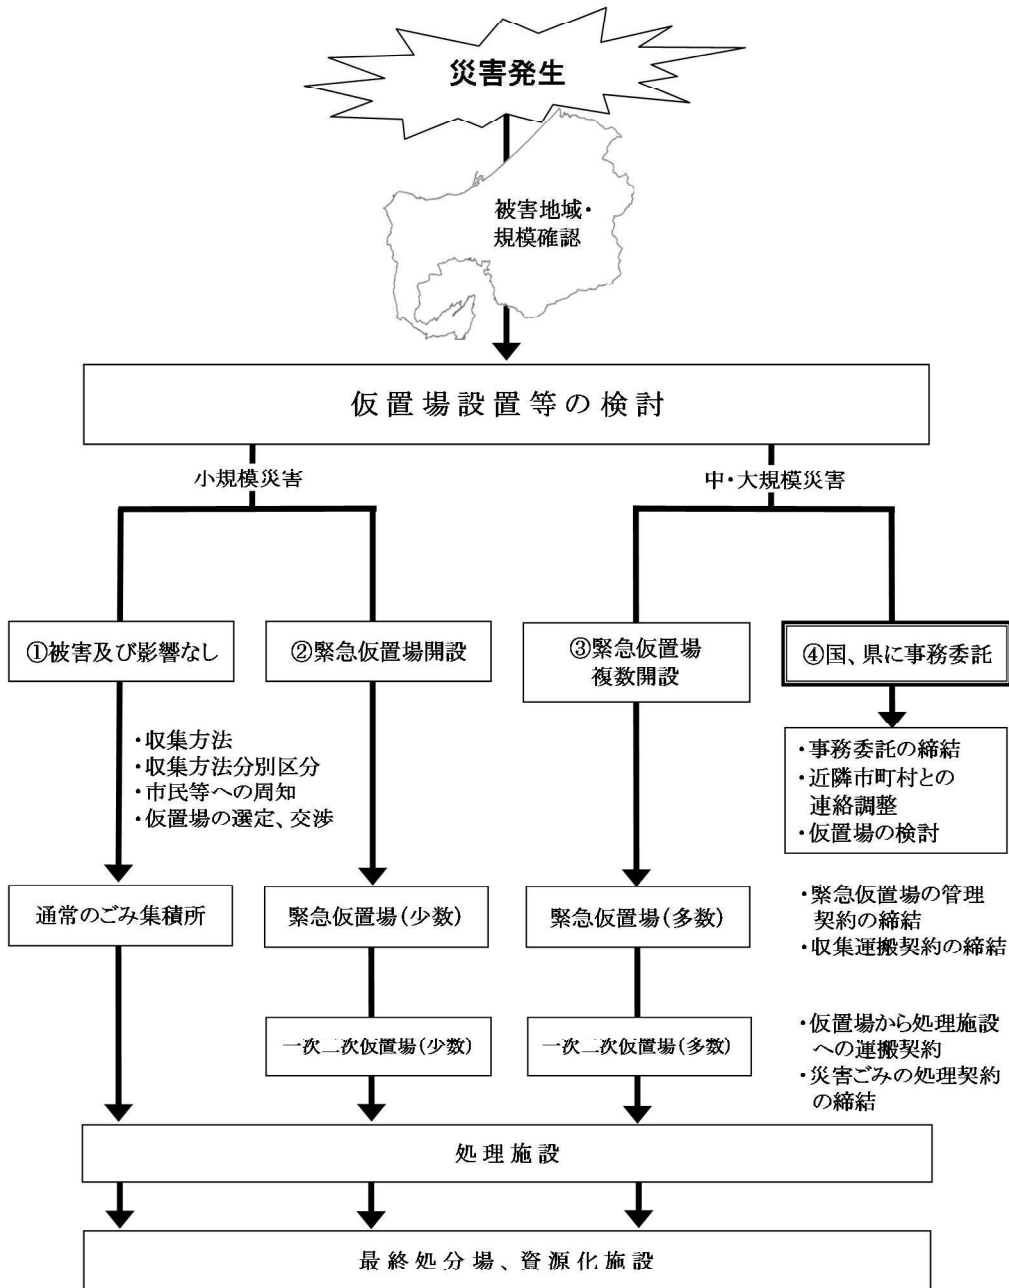 災害発生
被害地域・
規模確認
仮置場設置等の検討
小規模災害
中・大規模災害
①被害及び影響なし
②緊急仮置場開設
③緊急仮置場
複数開設
④国、県に事務委託
・収集方法
・収集方法分別区分
・市民等への周知
・仮置場の選定、交渉
・事務委託の締結
・近隣市町村との
連絡調整
・仮置場の検討
通常のごみ集積所
緊急仮置場(少数)
緊急仮置場(多数)
・緊急仮置場の管理
契約の締結
・収集運搬契約の締結
一次二次仮置場(少数)
一次二次仮置場(多数)
・仮置場から処理施設
への運搬契約
・災害ごみの処理契約
の締結
処理施設
最終処分場、資源化施設